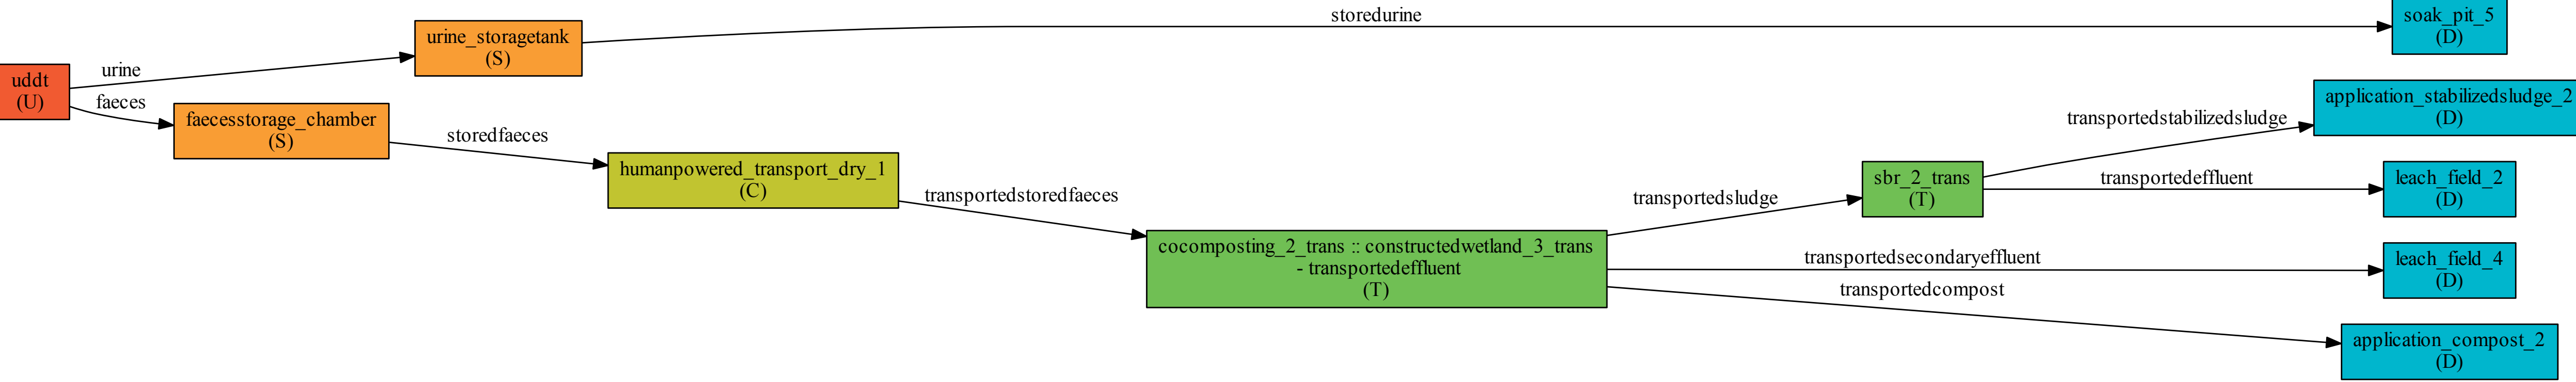 uddt
(U)
urine
faeces
urine_storagetank
(S)
faecesstorage_chamber
(S)
storedurine
storedfaeces
humanpowered_transport_dry_1
(C)
transportedstoredfaeces
cocomposting_2_trans :: constructedwetland_3_trans
- transportedeffluent
(T)
transportedsludge
transportedsecondaryeffluent
transportedcompost
sbr_2_trans
(T)
transportedstabilizedsludge
transportedeffluent
soak_pit_5
(D)
application_stabilizedsludge_2
(D)
leach_field_2
(D)
leach_field_4
(D)
application_compost_2
(D)